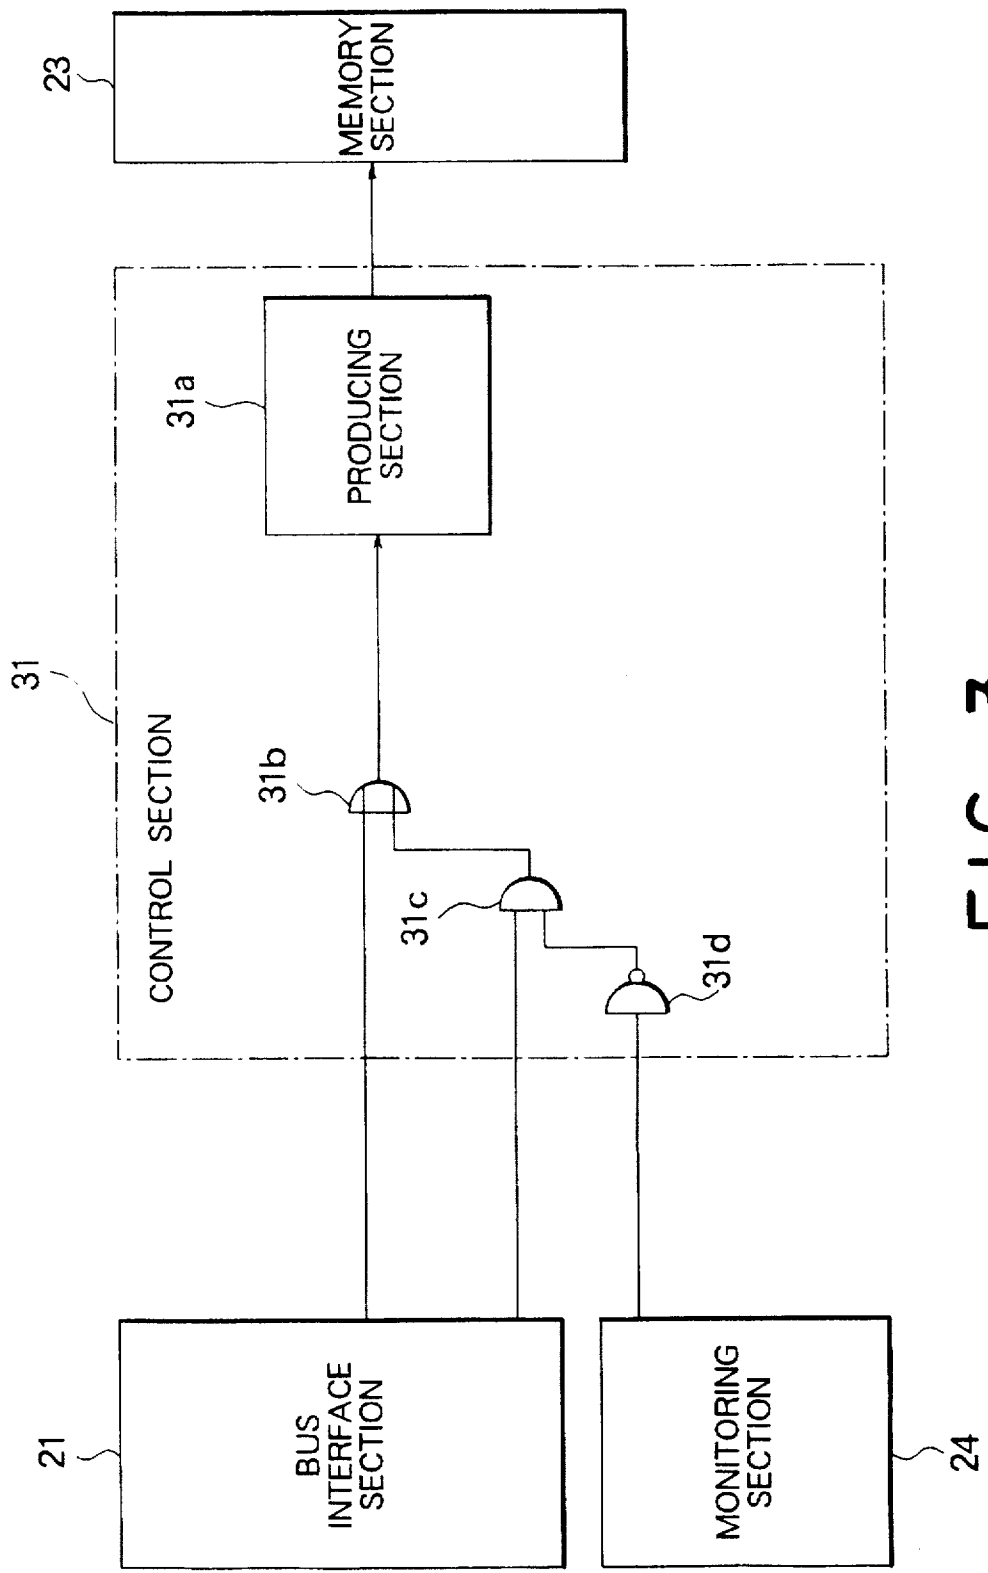 21
BUS
INTERFACE
SECTION
MONITORING
SECTION
24
31
CONTROL SECTION
31b
31c
31d
31a
PRODUCING
SECTION
23
MEMORY
SECTION